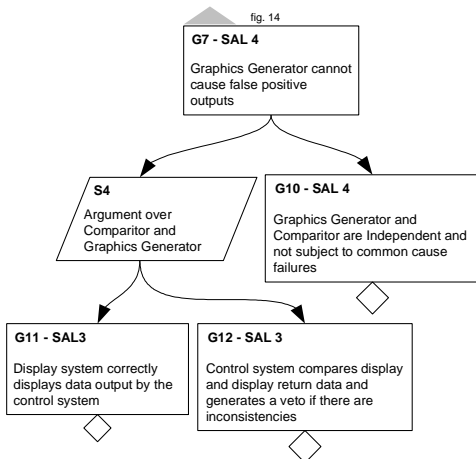 fig. 14
G7 - SAL 4
Graphics Generator cannot
cause false positive
outputs
S4
Argument over
Comparitor and
Graphics Generator
G10 - SAL 4
Graphics Generator and
Comparitor are Independent and
not subject to common cause
failures
G11 - SAL3
Display system correctly
displays data output by the
control system
G12 - SAL 3
Control system compares display
and display return data and
generates a veto if there are
inconsistencies